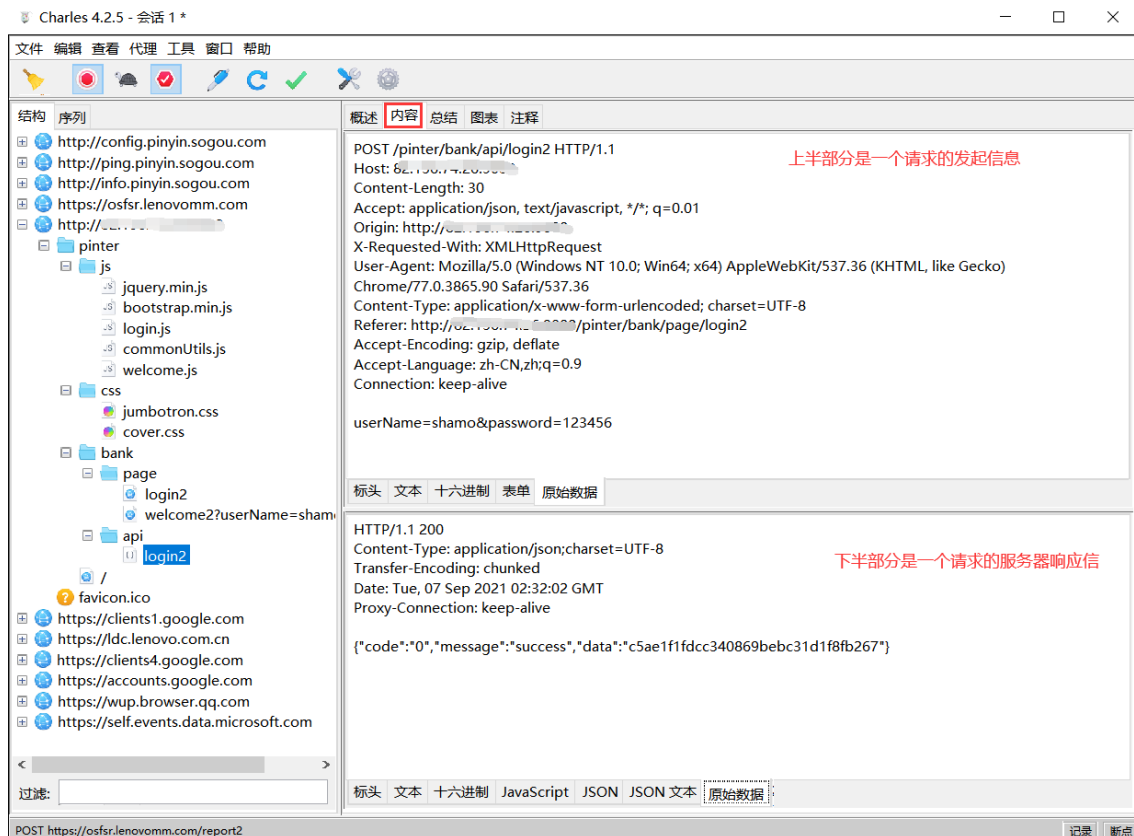 Charles 4.2.5 - 会话 1 *
文件 编辑 查看 代理 工具 窗口 帮助
结构 序列
http://config.pinyin.sogou.com
http://ping.pinyin.sogou.com
http://info.pinyin.sogou.com
https://osfsr.lenovomm.com
http://
pinter
js
jquery.min.js
bootstrap.min.js
login.js
commonUtils.js
welcome.js
css
jumbotron.css
cover.css
bank
page
login2
welcome2?userName=sham
api
login2
/
favicon.ico
https://clients1.google.com
https://ldc.lenovo.com.cn
https://clients4.google.com
https://accounts.google.com
https://wup.browser.qq.com
https://self.events.data.microsoft.com
过滤:
概述 内容 总结 图表 注释
POST /pinter/bank/api/login2 HTTP/1.1
上半部分是一个请求的发起信息
Host:
Content-Length: 30
Accept: application/json, text/javascript, */*; q=0.01
Origin: http://
X-Requested-With: XMLHttpRequest
User-Agent: Mozilla/5.0 (Windows NT 10.0; Win64; x64) AppleWebKit/537.36 (KHTML, like Gecko)
Chrome/77.0.3865.90 Safari/537.36
Content-Type: application/x-www-form-urlencoded; charset=UTF-8
Referer: http:// /pinter/bank/page/login2
Accept-Encoding: gzip, deflate
Accept-Language: zh-CN,zh;q=0.9
Connection: keep-alive
userName=shamo&password=123456
标头 文本 十六进制 表单 原始数据
HTTP/1.1 200
Content-Type: application/json;charset=UTF-8
下半部分是一个请求的服务器响应信
Transfer-Encoding: chunked
Date: Tue, 07 Sep 2021 02:32:02 GMT
Proxy-Connection: keep-alive
{"code":"0","message":"success","data":"c5ae1f1fdcc340869bebc31d1f8fb267"}
标头 文本 十六进制 JavaScript JSON JSON 文本 原始数据
POST https://osfsr.lenovomm.com/report2
记录 断点